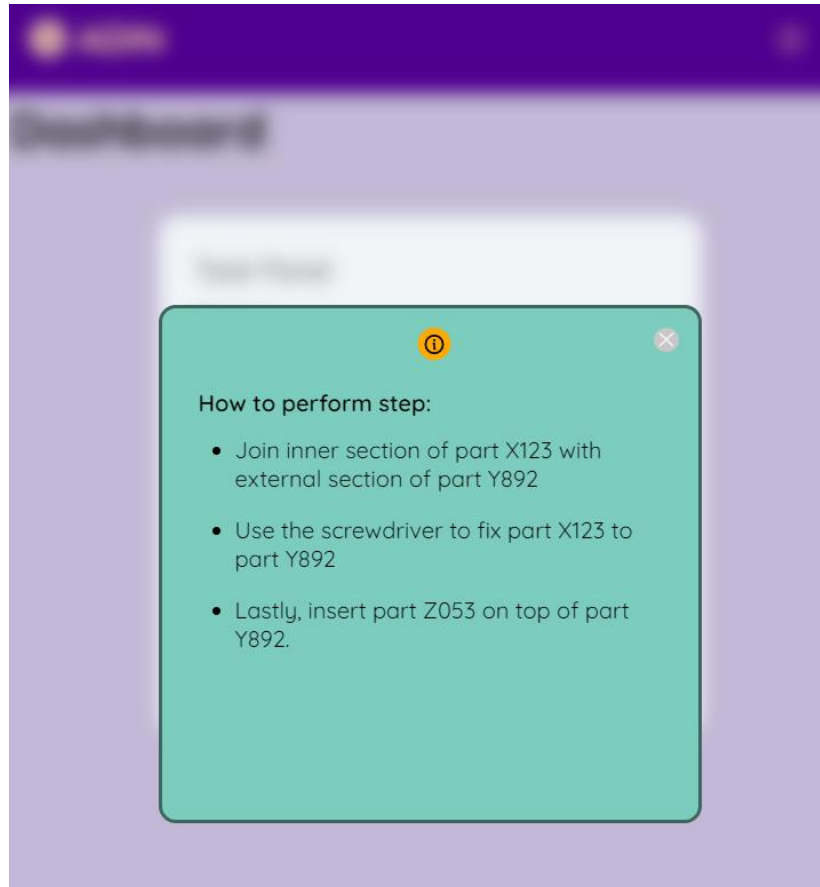 Dashboard
How to perform step:
Join inner section of part X123 with
external section of part Y892
Use the screwdriver to fix part X123 to
part Y892
Lastly, insert part Z053 on top of part
Y892.